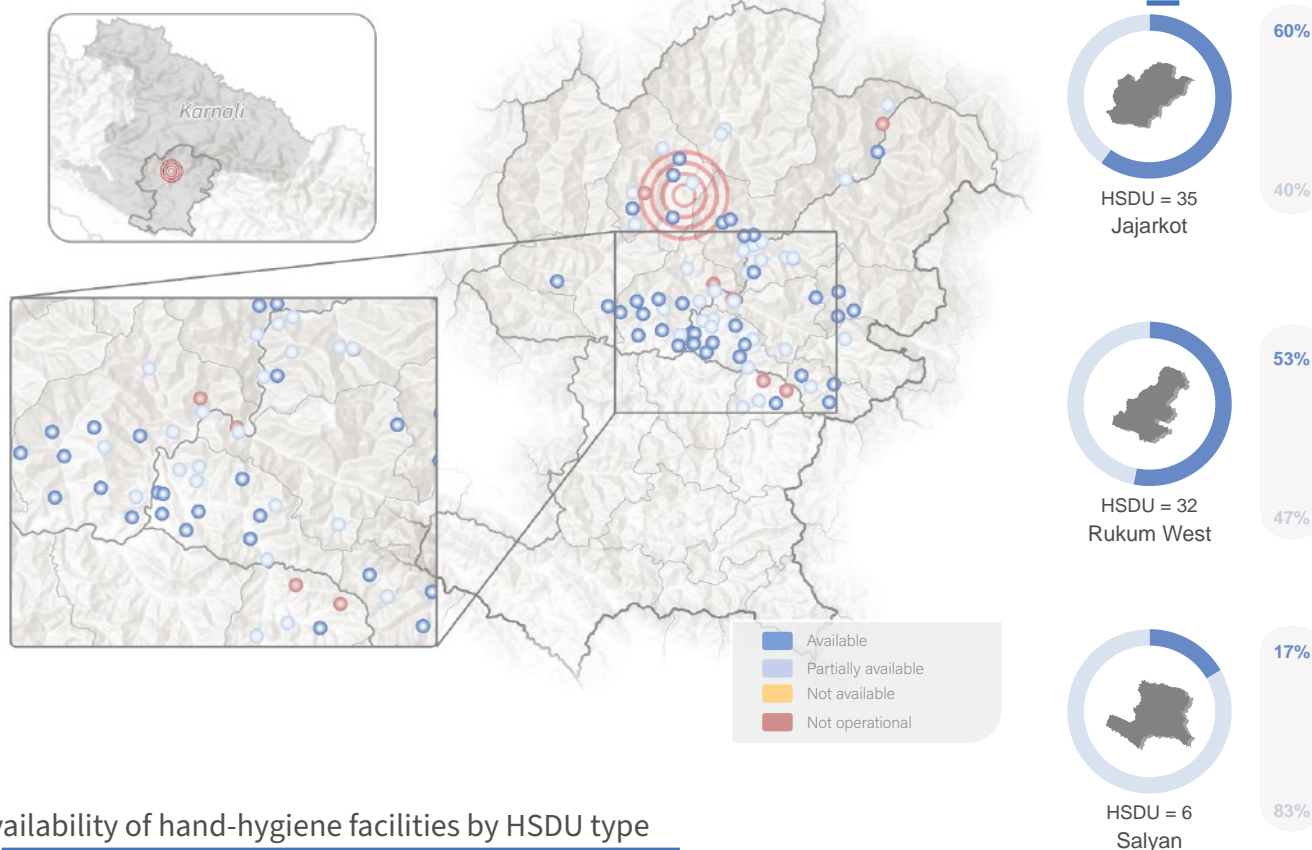 Karnali
60%
40%
HSDU = 35
Jajarkot
53%
47%
HSDU = 32
Rukum West
Available
Partially available
Not available
Not operational
17%
83%
HSDU = 6
Salyan
vailability of hand-hygiene facilities by HSDU type